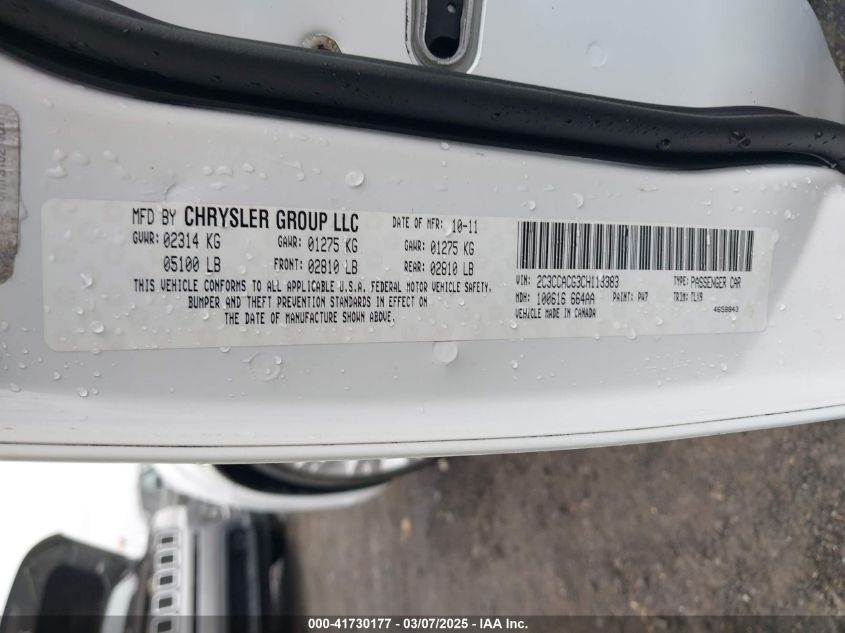 MFD BY CHRYSLER GROUP LLC DATE OF MFR: 10-11
GVWR: 02314 KG GAWR: 01275 KG GAWR: 01275 KG
05100 LB FRONT: 02810 LB REAR: 02810 LB
THIS VEHICLE CONFORMS TO ALL APPLICABLE U.S.A. FEDERAL MOTOR VEHICLE SAFETY,
BUMPER AND THEFT PREVENTION STANDARDS IN EFFECT ON
THE DATE OF MANUFACTURE SHOWN ABOVE.
VIN: 2C3CCACG3CH113383 TYPE: PASSENGER CAR
MDH: 100616 664AA PAINT: PW7 TRIM: TLX9
VEHICLE MADE IN CANADA 4658843
000-41730177 — 03/07/2025 — IAA Inc.